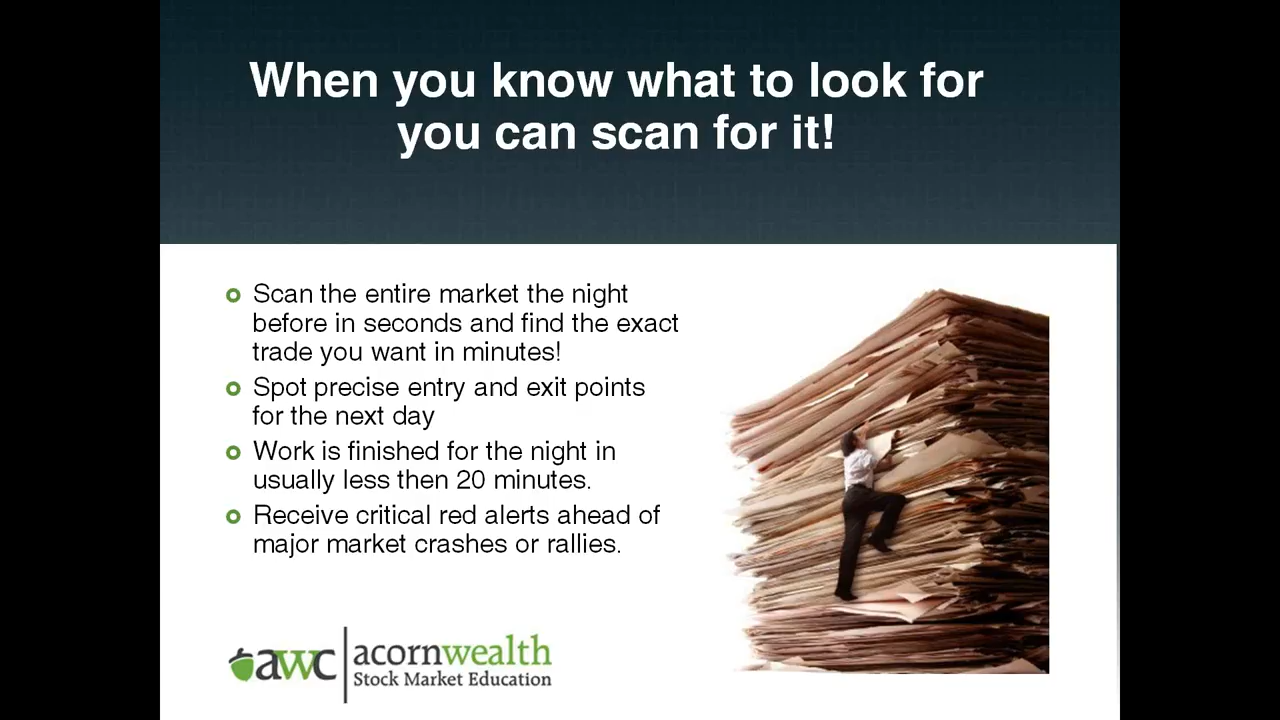 When you know what to look for
you can scan for it!
Scan the entire market the night
before in seconds and find the exact
trade you want in minutes!
Spot precise entry and exit points
for the next day
Work is finished for the night in
usually less then 20 minutes.
Receive critical red alerts ahead of
major market crashes or rallies.
awc
acornwealth
Stock Market Education